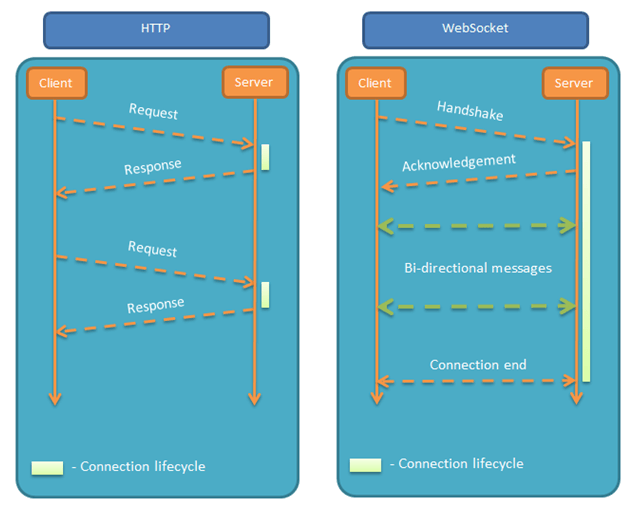 HTTP
Client
Server
Request
Response
Request
Response
- Connection lifecycle
WebSocket
Client
Server
Handshake
Acknowledgement
Bi-directional messages
Connection end
- Connection lifecycle